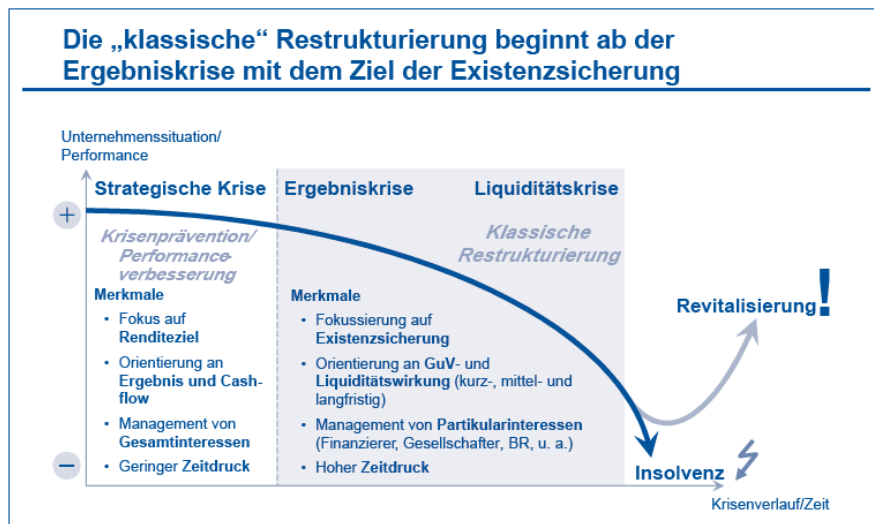 Die „klassische“ Restrukturierung beginnt ab der
Ergebniskrise mit dem Ziel der Existenzsicherung
Unternehmenssituation/
Performance
Strategische Krise
Ergebniskrise
Liquiditätskrise
+
Krisenprävention/
Performance-
verbesserung
Klassische
Restrukturierung
Merkmale
• Fokus auf
Renditeziel
• Orientierung an
Ergebnis und Cash-
flow
• Management von
Gesamtinteressen
• Geringer Zeitdruck
Merkmale
• Fokussierung auf
Existenzsicherung
• Orientierung an GuV- und
Liquiditätswirkung (kurz-, mittel- und
langfristig)
• Management von Partikularinteressen
(Finanzierer, Gesellschafter, BR, u. a.)
• Hoher Zeitdruck
Revitalisierung!
−
Insolvenz
Krisenverlauf/Zeit